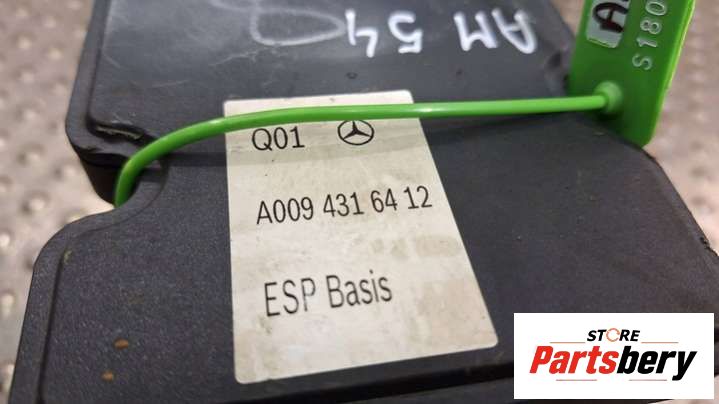 AM 54
S180
Q01
A009 431 64 12
ESP Basis
STORE
Partsbery